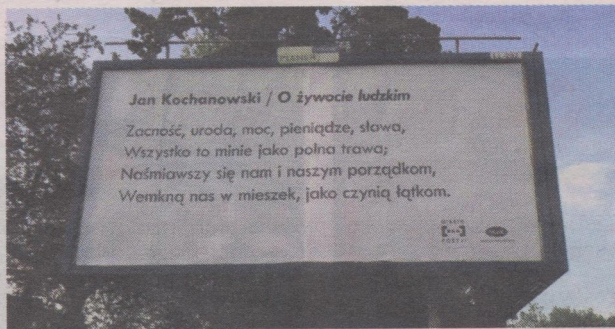 Jan Kochanowski / O żywocie ludzkim
Zacność, uroda, moc, pieniądze, sława,
Wszystko to minie jako polna trawa;
Naśmiawszy się nam i naszym porządkom,
Wemkną nas w mieszek, jako czynią łątkom.
MIASTO
[...]